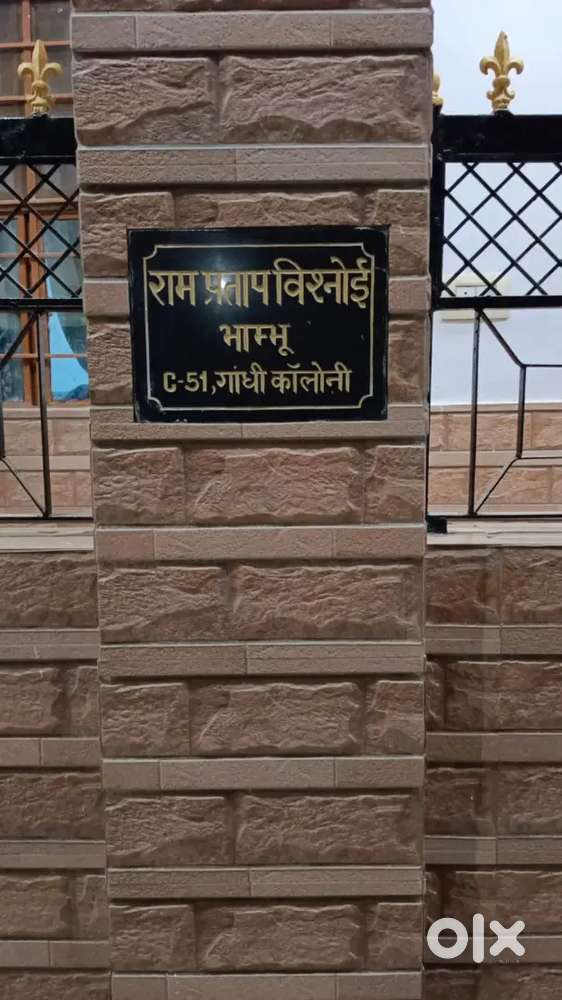 राम प्रताप विश्नोई
भाम्भू
C-51,गांधी कॉलोनी
olx